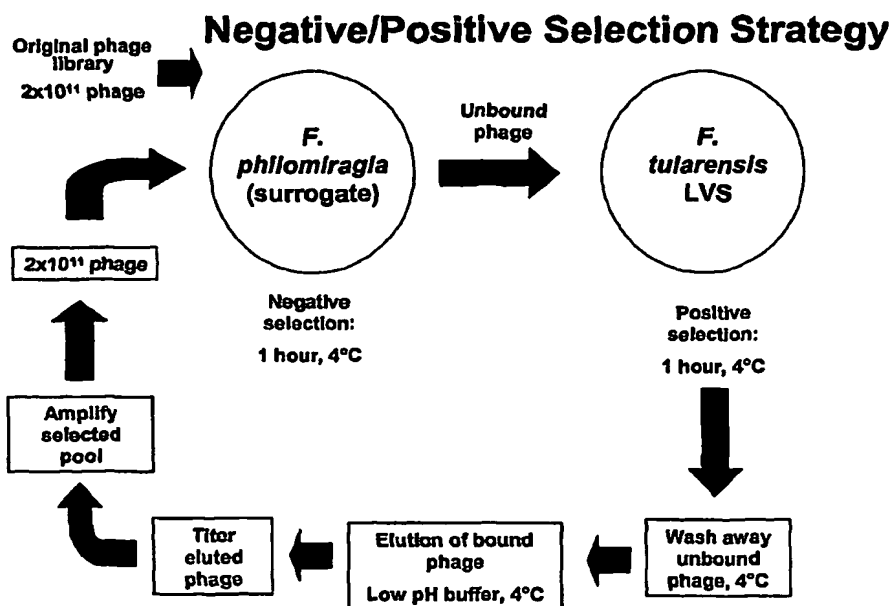 Negative/Positive Selection Strategy
Original phage
library
2x10¹¹ phage
F.
philomiragia
(surrogate)
Unbound
phage
F.
tularensis
LVS
2x10¹¹ phage
Negative
selection:
1 hour, 4°C
Positive
selection:
1 hour, 4°C
Amplify
selected
pool
Titer
eluted
phage
Elution of bound
phage
Low pH buffer, 4°C
Wash away
unbound
phage, 4°C